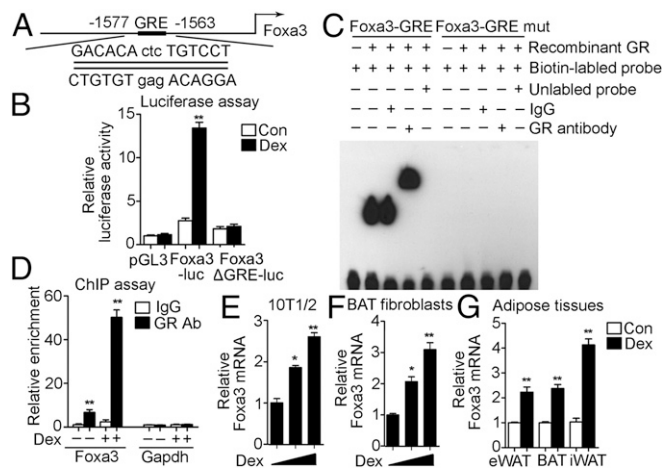 A
-1577 GRE -1563
Foxa3
GACACA ctc TGTCCT
CTGTGT gag ACAGGA
B
Luciferase assay
Con
Dex
Relative
luciferase activity
15
10
5
0
pGL3
Foxa3
-luc
Foxa3
ΔGRE-luc
C
Foxa3-GRE Foxa3-GRE mut
- + + + + - + + + + Recombinant GR
+ + + + + + + + + + Biotin-labled probe
- - - - + - - - - + Unlabled probe
- - + - - - - + - - IgG
- - - + - - - - + - GR antibody
D
ChIP assay
IgG
GR Ab
Relative enrichment
60
40
20
0
**
**
Dex -- ++ -- ++
Foxa3 Gapdh
E
10T1/2
Relative
Foxa3 mRNA
3
2
1
0
*
**
Dex
F
BAT fibroblasts
Relative
Foxa3 mRNA
4
3
2
1
0
*
**
Dex
G
Adipose tissues
Con
Dex
Relative
Foxa3 mRNA
5
4
3
2
1
0
**
**
**
eWAT BAT iWAT
**